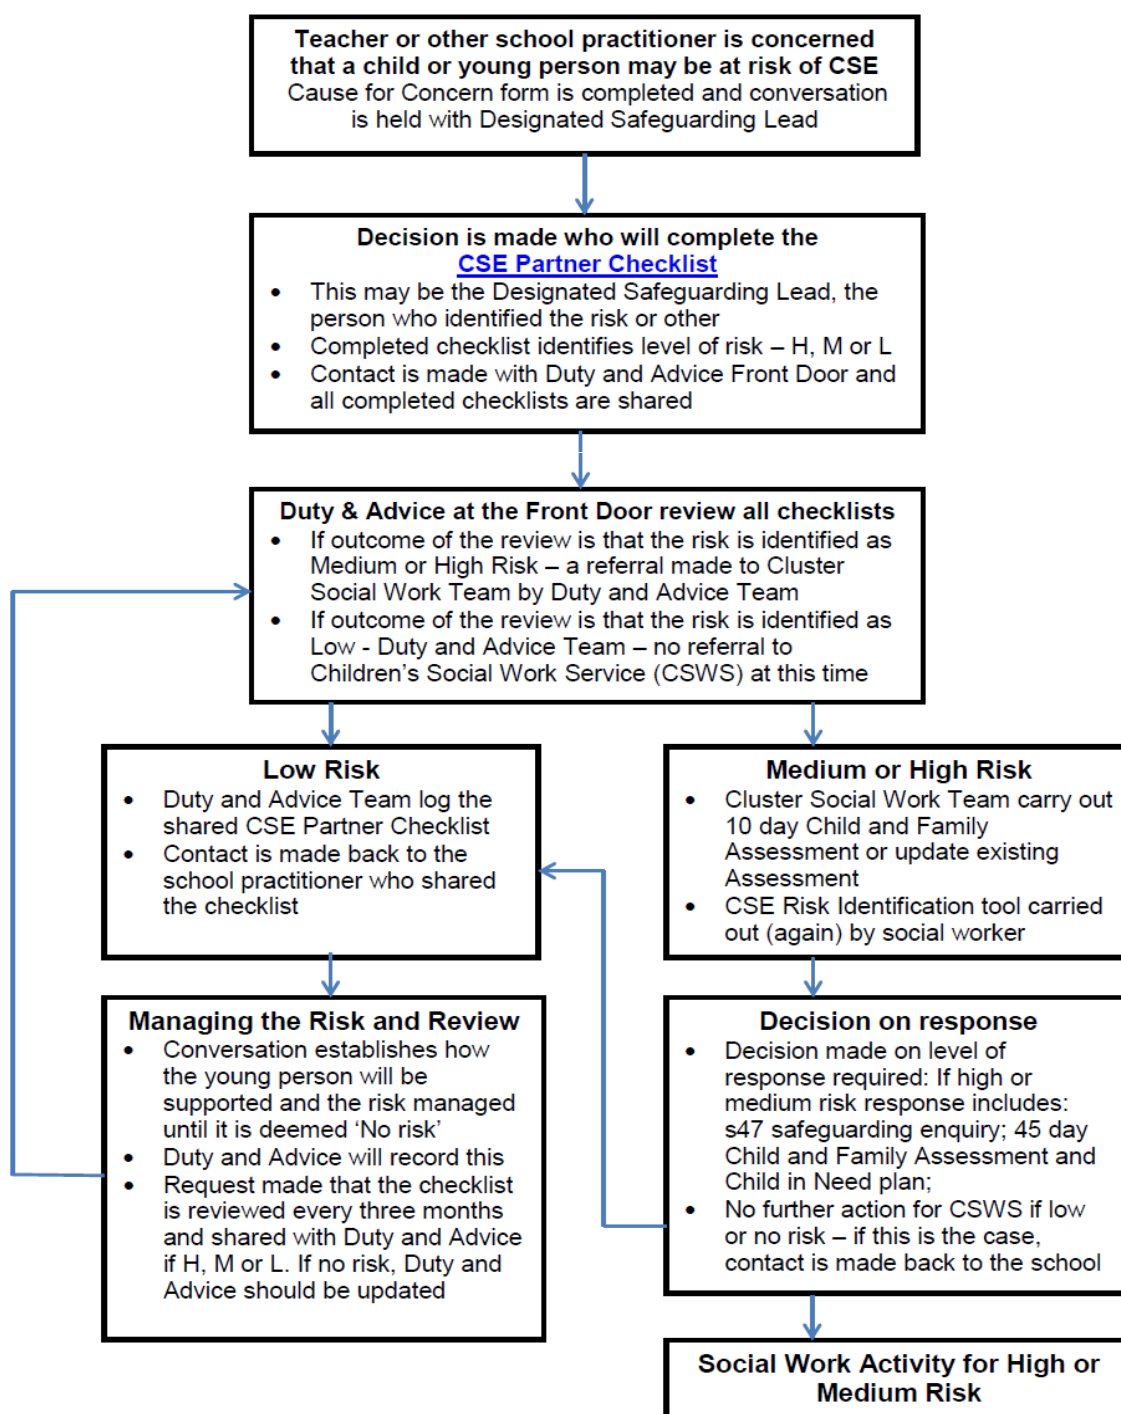 Teacher or other school practitioner is concerned
that a child or young person may be at risk of CSE
Cause for Concern form is completed and conversation
is held with Designated Safeguarding Lead
Decision is made who will complete the
CSE Partner Checklist
• This may be the Designated Safeguarding Lead, the
person who identified the risk or other
• Completed checklist identifies level of risk – H, M or L
• Contact is made with Duty and Advice Front Door and
all completed checklists are shared
Duty & Advice at the Front Door review all checklists
• If outcome of the review is that the risk is identified as
Medium or High Risk – a referral made to Cluster
Social Work Team by Duty and Advice Team
• If outcome of the review is that the risk is identified as
Low - Duty and Advice Team – no referral to
Children's Social Work Service (CSWS) at this time
Low Risk
• Duty and Advice Team log the
shared CSE Partner Checklist
• Contact is made back to the
school practitioner who shared
the checklist
Medium or High Risk
• Cluster Social Work Team carry out
10 day Child and Family
Assessment or update existing
Assessment
• CSE Risk Identification tool carried
out (again) by social worker
Managing the Risk and Review
• Conversation establishes how
the young person will be
supported and the risk managed
until it is deemed 'No risk'
• Duty and Advice will record this
• Request made that the checklist
is reviewed every three months
and shared with Duty and Advice
if H, M or L. If no risk, Duty and
Advice should be updated
Decision on response
• Decision made on level of
response required: If high or
medium risk response includes:
s47 safeguarding enquiry; 45 day
Child and Family Assessment and
Child in Need plan;
• No further action for CSWS if low
or no risk – if this is the case,
contact is made back to the school
Social Work Activity for High or
Medium Risk